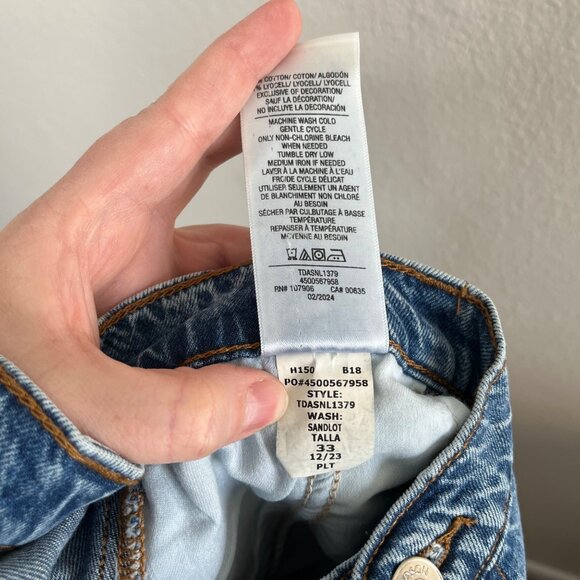 COTTON/ COTON/ ALGODÓN
% LYOCELL/ LYOCELL/ LYOCELL
EXCLUSIVE OF DECORATION/
SAUF LA DÉCORATION/
NO INCLUYE LA DECORACIÓN
MACHINE WASH COLD
GENTLE CYCLE
ONLY NON-CHLORINE BLEACH
WHEN NEEDED
TUMBLE DRY LOW
MEDIUM IRON IF NEEDED
LAVER À LA MACHINE À L'EAU
FROIDE CYCLE DÉLICAT
UTILISER SEULEMENT UN AGENT
DE BLANCHIMENT NON CHLORÉ
AU BESOIN
SÉCHER PAR CULBUTAGE À BASSE
TEMPÉRATURE
REPASSER À TEMPÉRATURE
MOYENNE AU BESOIN
TDASNL1379
4500567958
RN# 107906 CA# 00635
02/2024
H150 B18
PO#4500567958
STYLE:
TDASNL1379
WASH:
SANDLOT
TALLA
33
12/23
PLT